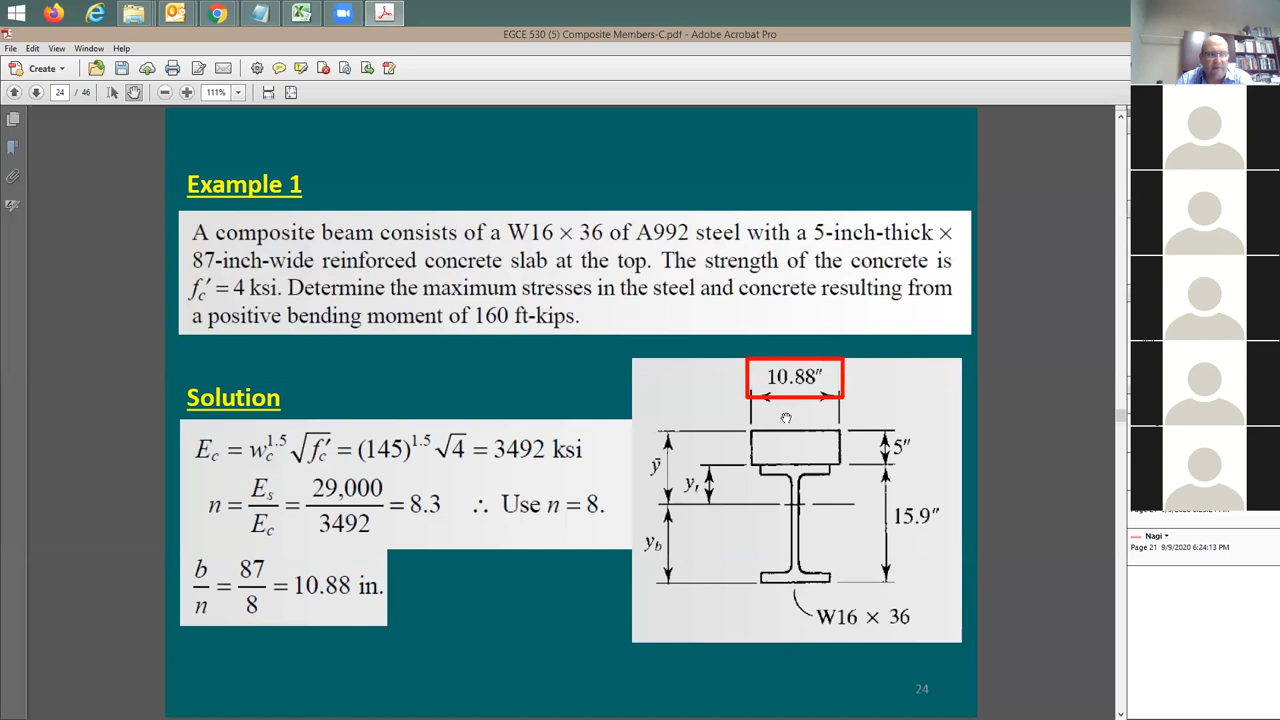 EGCE 530 (5) Composite Members-C.pdf - Adobe Acrobat Pro
File Edit View Window Help
Create
24 / 46 111%
Example 1
A composite beam consists of a W16 × 36 of A992 steel with a 5-inch-thick ×
87-inch-wide reinforced concrete slab at the top. The strength of the concrete is
f′c = 4 ksi. Determine the maximum stresses in the steel and concrete resulting from
a positive bending moment of 160 ft-kips.
Solution
Ec = wc^1.5 √f′c = (145)^1.5 √4 = 3492 ksi
n = Es/Ec = 29,000/3492 = 8.3 ∴ Use n = 8.
b/n = 87/8 = 10.88 in.
10.88″
5″
ȳ
yt
15.9″
yb
W16 × 36
24
Nagi
Page 21 9/9/2020 6:24:13 PM